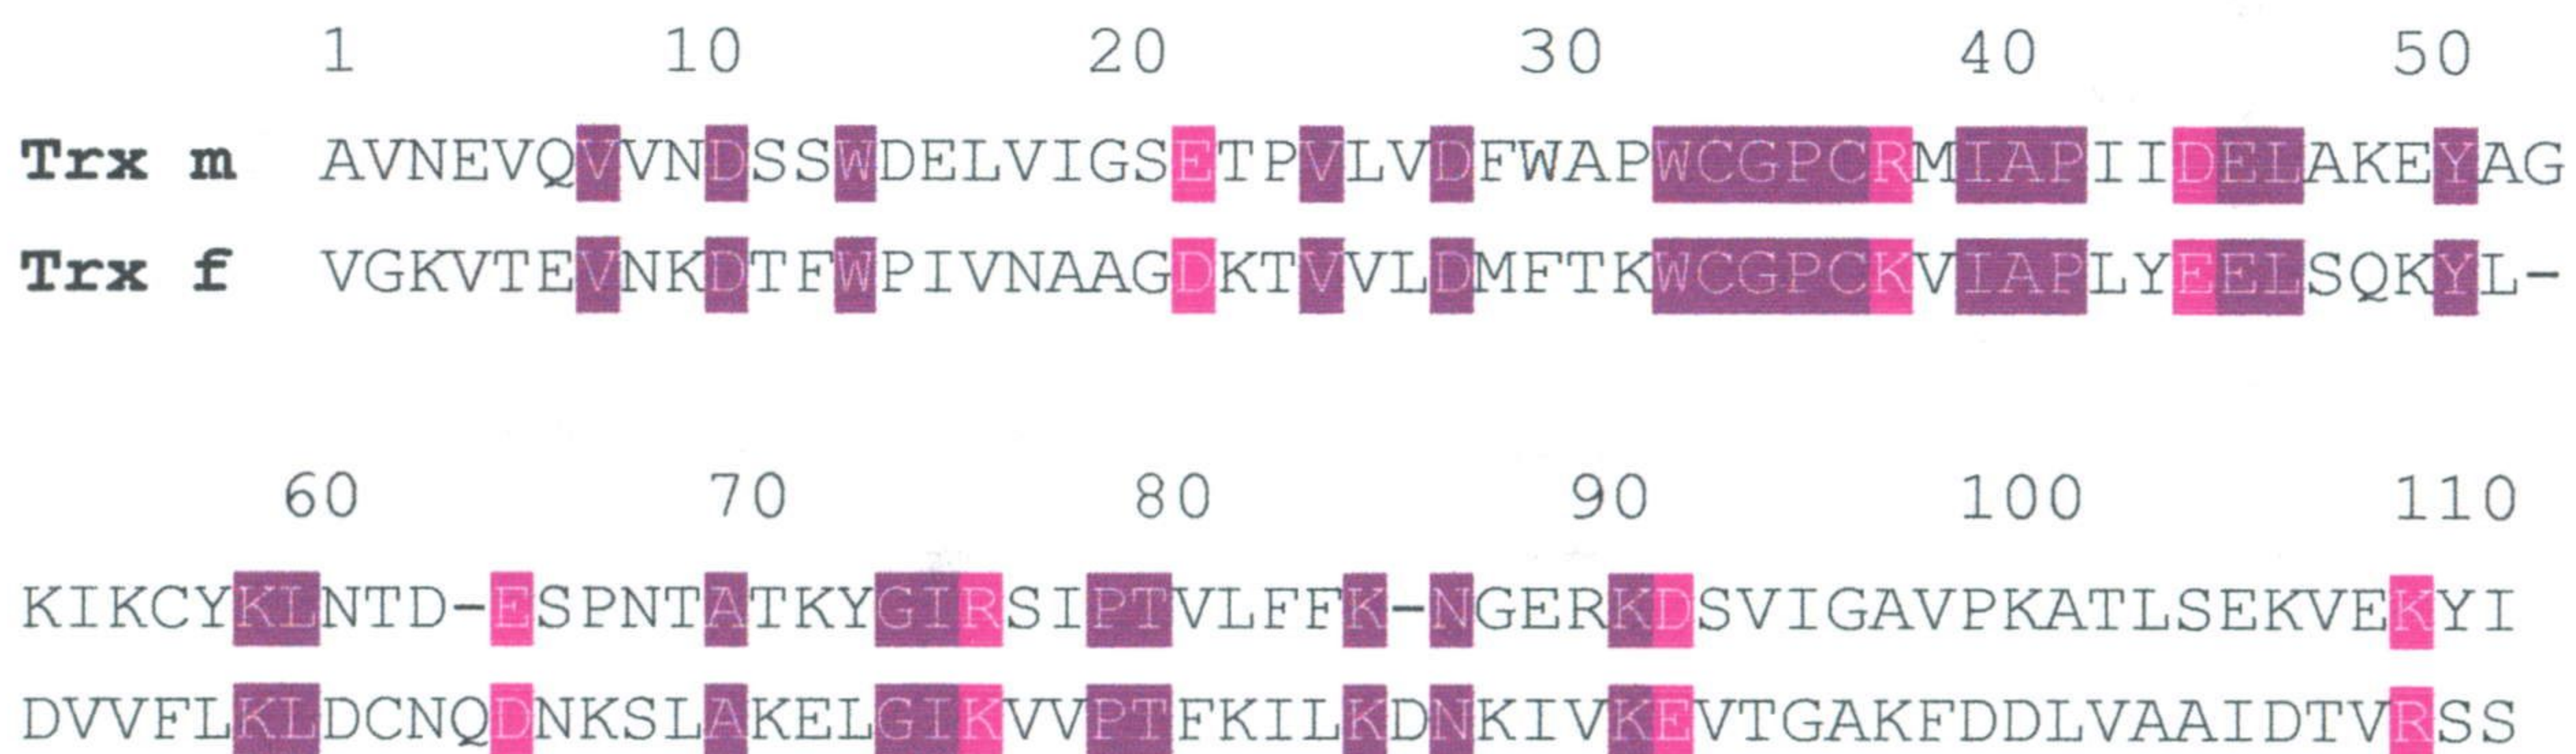 1 10 20 30 40 50
Trx m AVNEVQVVNDSSWDELVIGSETPVLVDFWAPWCGPCRMIAPIIDELAKEYAG
Trx f VGKVTEVNKDTFWPIVNAAGDKTVVLDMFTKWCGPCKVIAPLYEELSQKYL-
60 70 80 90 100 110
KIKCYKLNTD-ESPNTATKYGIRSIPTVLFFK-NGERKDSVIGAVPKATLSEKVEKYI
DVVFLKLDCNQDNKSLAKELGIKVVPTFKILKDNKIVKEVTGAKFDDLVAAIDTVRSS